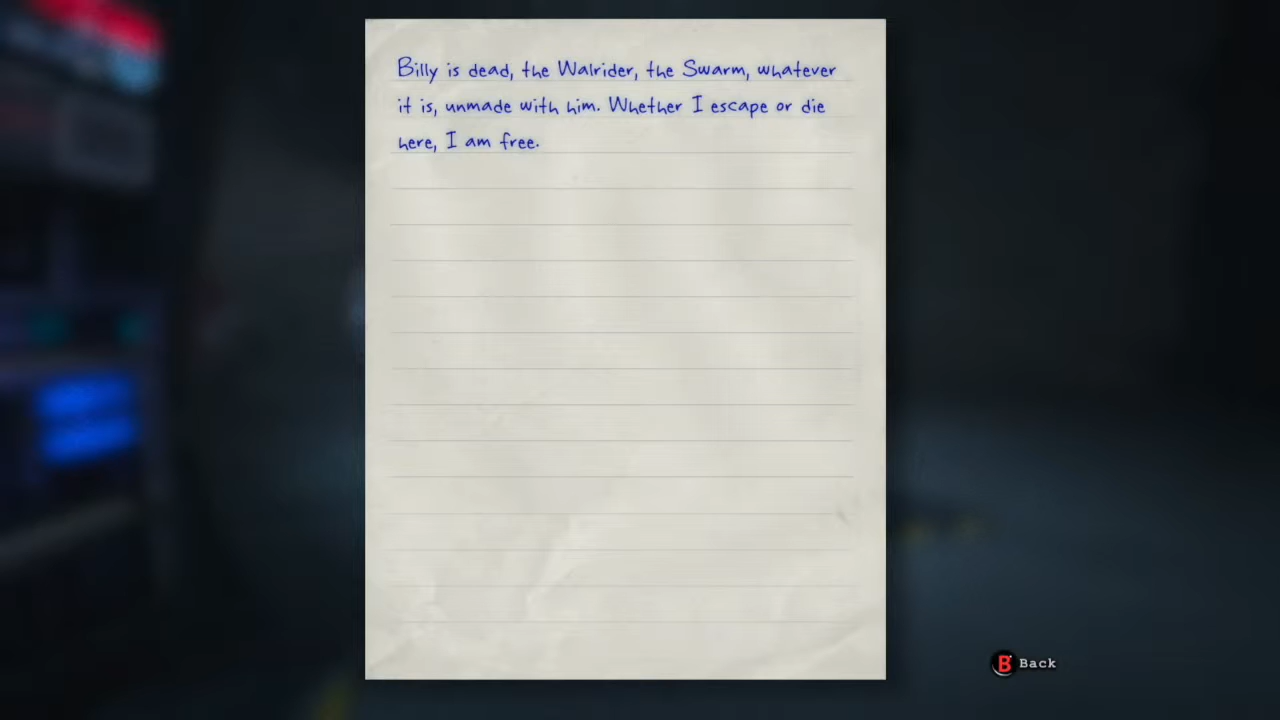 Billy is dead, the Walrider, the Swarm, whatever
it is, unmade with him. Whether I escape or die
here, I am free.
B Back